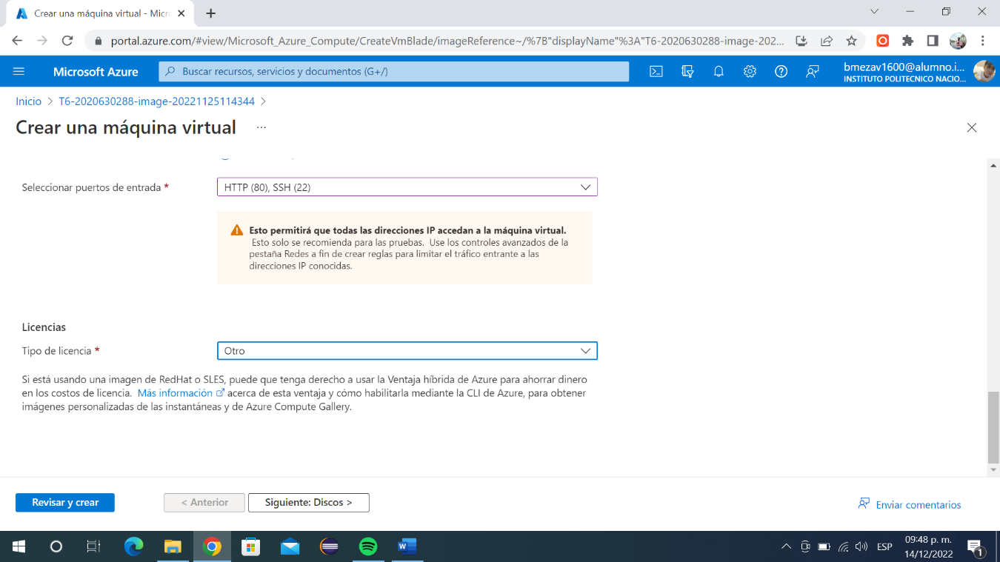 Crear una máquina virtual - Micr
portal.azure.com/#view/Microsoft_Azure_Compute/CreateVmBlade/imageReference~/%7B"displayName"%3A"T6-2020630288-image-202...
Microsoft Azure
Buscar recursos, servicios y documentos (G+/)
bmezav1600@alumno.i...
INSTITUTO POLITECNICO NACIO...
Inicio > T6-2020630288-image-20221125114344 >
Crear una máquina virtual ...
Seleccionar puertos de entrada *
HTTP (80), SSH (22)
Esto permitirá que todas las direcciones IP accedan a la máquina virtual.
Esto solo se recomienda para las pruebas. Use los controles avanzados de la
pestaña Redes a fin de crear reglas para limitar el tráfico entrante a las
direcciones IP conocidas.
Licencias
Tipo de licencia *
Otro
Si está usando una imagen de RedHat o SLES, puede que tenga derecho a usar la Ventaja híbrida de Azure para ahorrar dinero
en los costos de licencia. Más información acerca de esta ventaja y cómo habilitarla mediante la CLI de Azure, para obtener
imágenes personalizadas de las instantáneas y de Azure Compute Gallery.
Revisar y crear
< Anterior
Siguiente: Discos >
Enviar comentarios
ESP
09:48 p. m.
14/12/2022
1